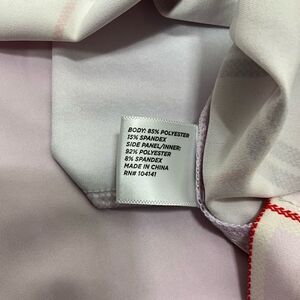 BODY: 85% POLYESTER
15% SPANDEX
SIDE PANEL/INNER:
92% POLYESTER
8% SPANDEX
MADE IN CHINA
RN# 104141